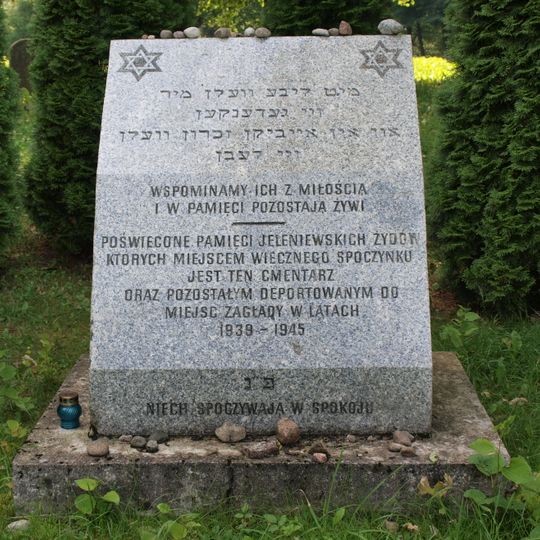 מיט ליבע וועלן מיר
זיי געדענקען
און אין אייביקן זכרון וועלן
זיי לעבן
WSPOMINAMY ICH Z MIŁOŚCIĄ
I W PAMIĘCI POZOSTAJĄ ŻYWI
POŚWIĘCONE PAMIĘCI JELENIEWSKICH ŻYDÓW
KTÓRYCH MIEJSCEM WIECZNEGO SPOCZYNKU
JEST TEN CMENTARZ
ORAZ POZOSTAŁYM DEPORTOWANYM DO
MIEJSC ZAGŁADY W LATACH
1939 - 1945
פ נ
NIECH SPOCZYWAJĄ W SPOKOJU